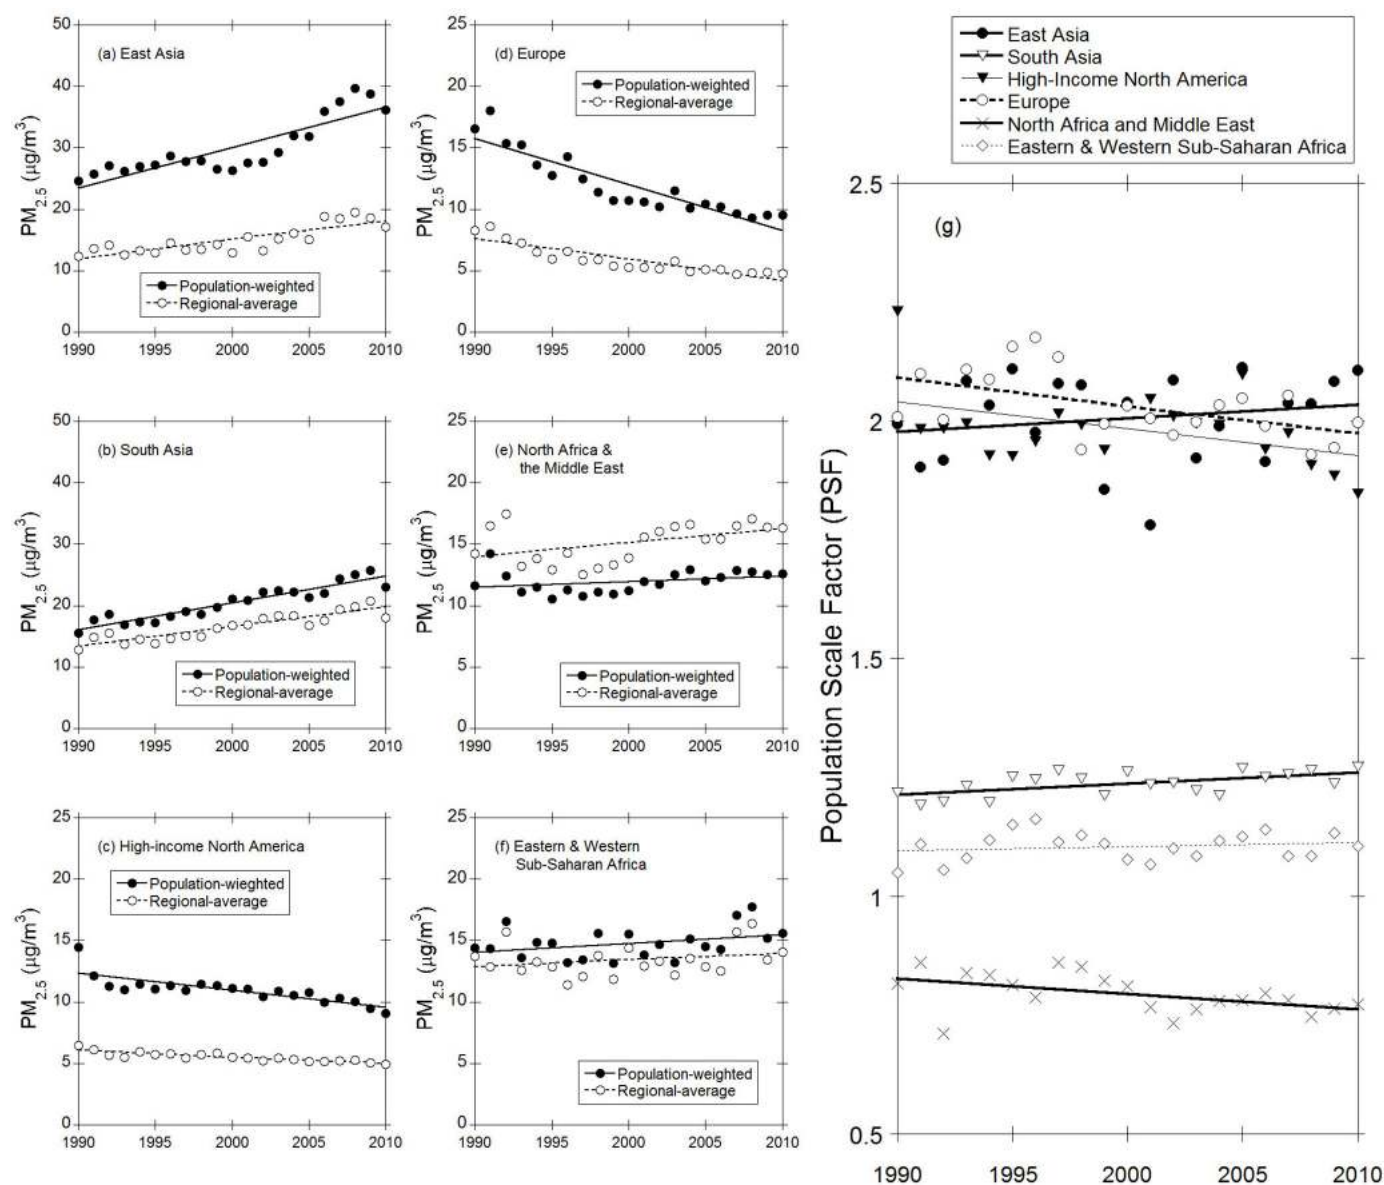 (a) East Asia
50
40
30
20
10
0
PM2.5 (μg/m3)
Population-weighted
Regional-average
1990 1995 2000 2005 2010
(d) Europe
25
20
15
10
5
0
PM2.5 (μg/m3)
Population-weighted
Regional-average
1990 1995 2000 2005 2010
(b) South Asia
50
40
30
20
10
0
PM2.5 (μg/m3)
Population-weighted
Regional-average
1990 1995 2000 2005 2010
(e) North Africa &
the Middle East
25
20
15
10
5
0
PM2.5 (μg/m3)
Population-weighted
Regional-average
1990 1995 2000 2005 2010
(c) High-income North America
25
20
15
10
5
0
PM2.5 (μg/m3)
Population-wieghted
Regional-average
1990 1995 2000 2005 2010
(f) Eastern & Western
Sub-Saharan Africa
25
20
15
10
5
0
PM2.5 (μg/m3)
Population-weighted
Regional-average
1990 1995 2000 2005 2010
East Asia
South Asia
High-Income North America
Europe
North Africa and Middle East
Eastern & Western Sub-Saharan Africa
(g)
2.5
2
1.5
1
0.5
Population Scale Factor (PSF)
1990 1995 2000 2005 2010